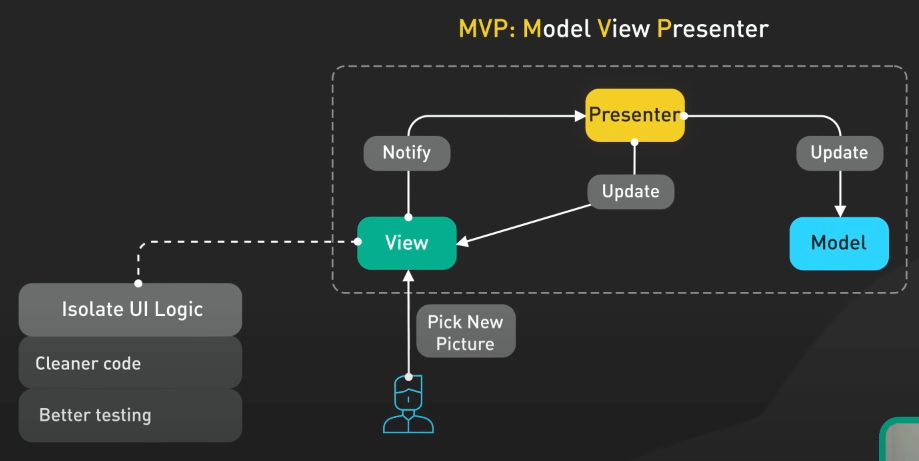 MVP: Model View Presenter
Presenter
Notify
Update
Update
View
Model
Isolate UI Logic
Pick New
Picture
Cleaner code
Better testing